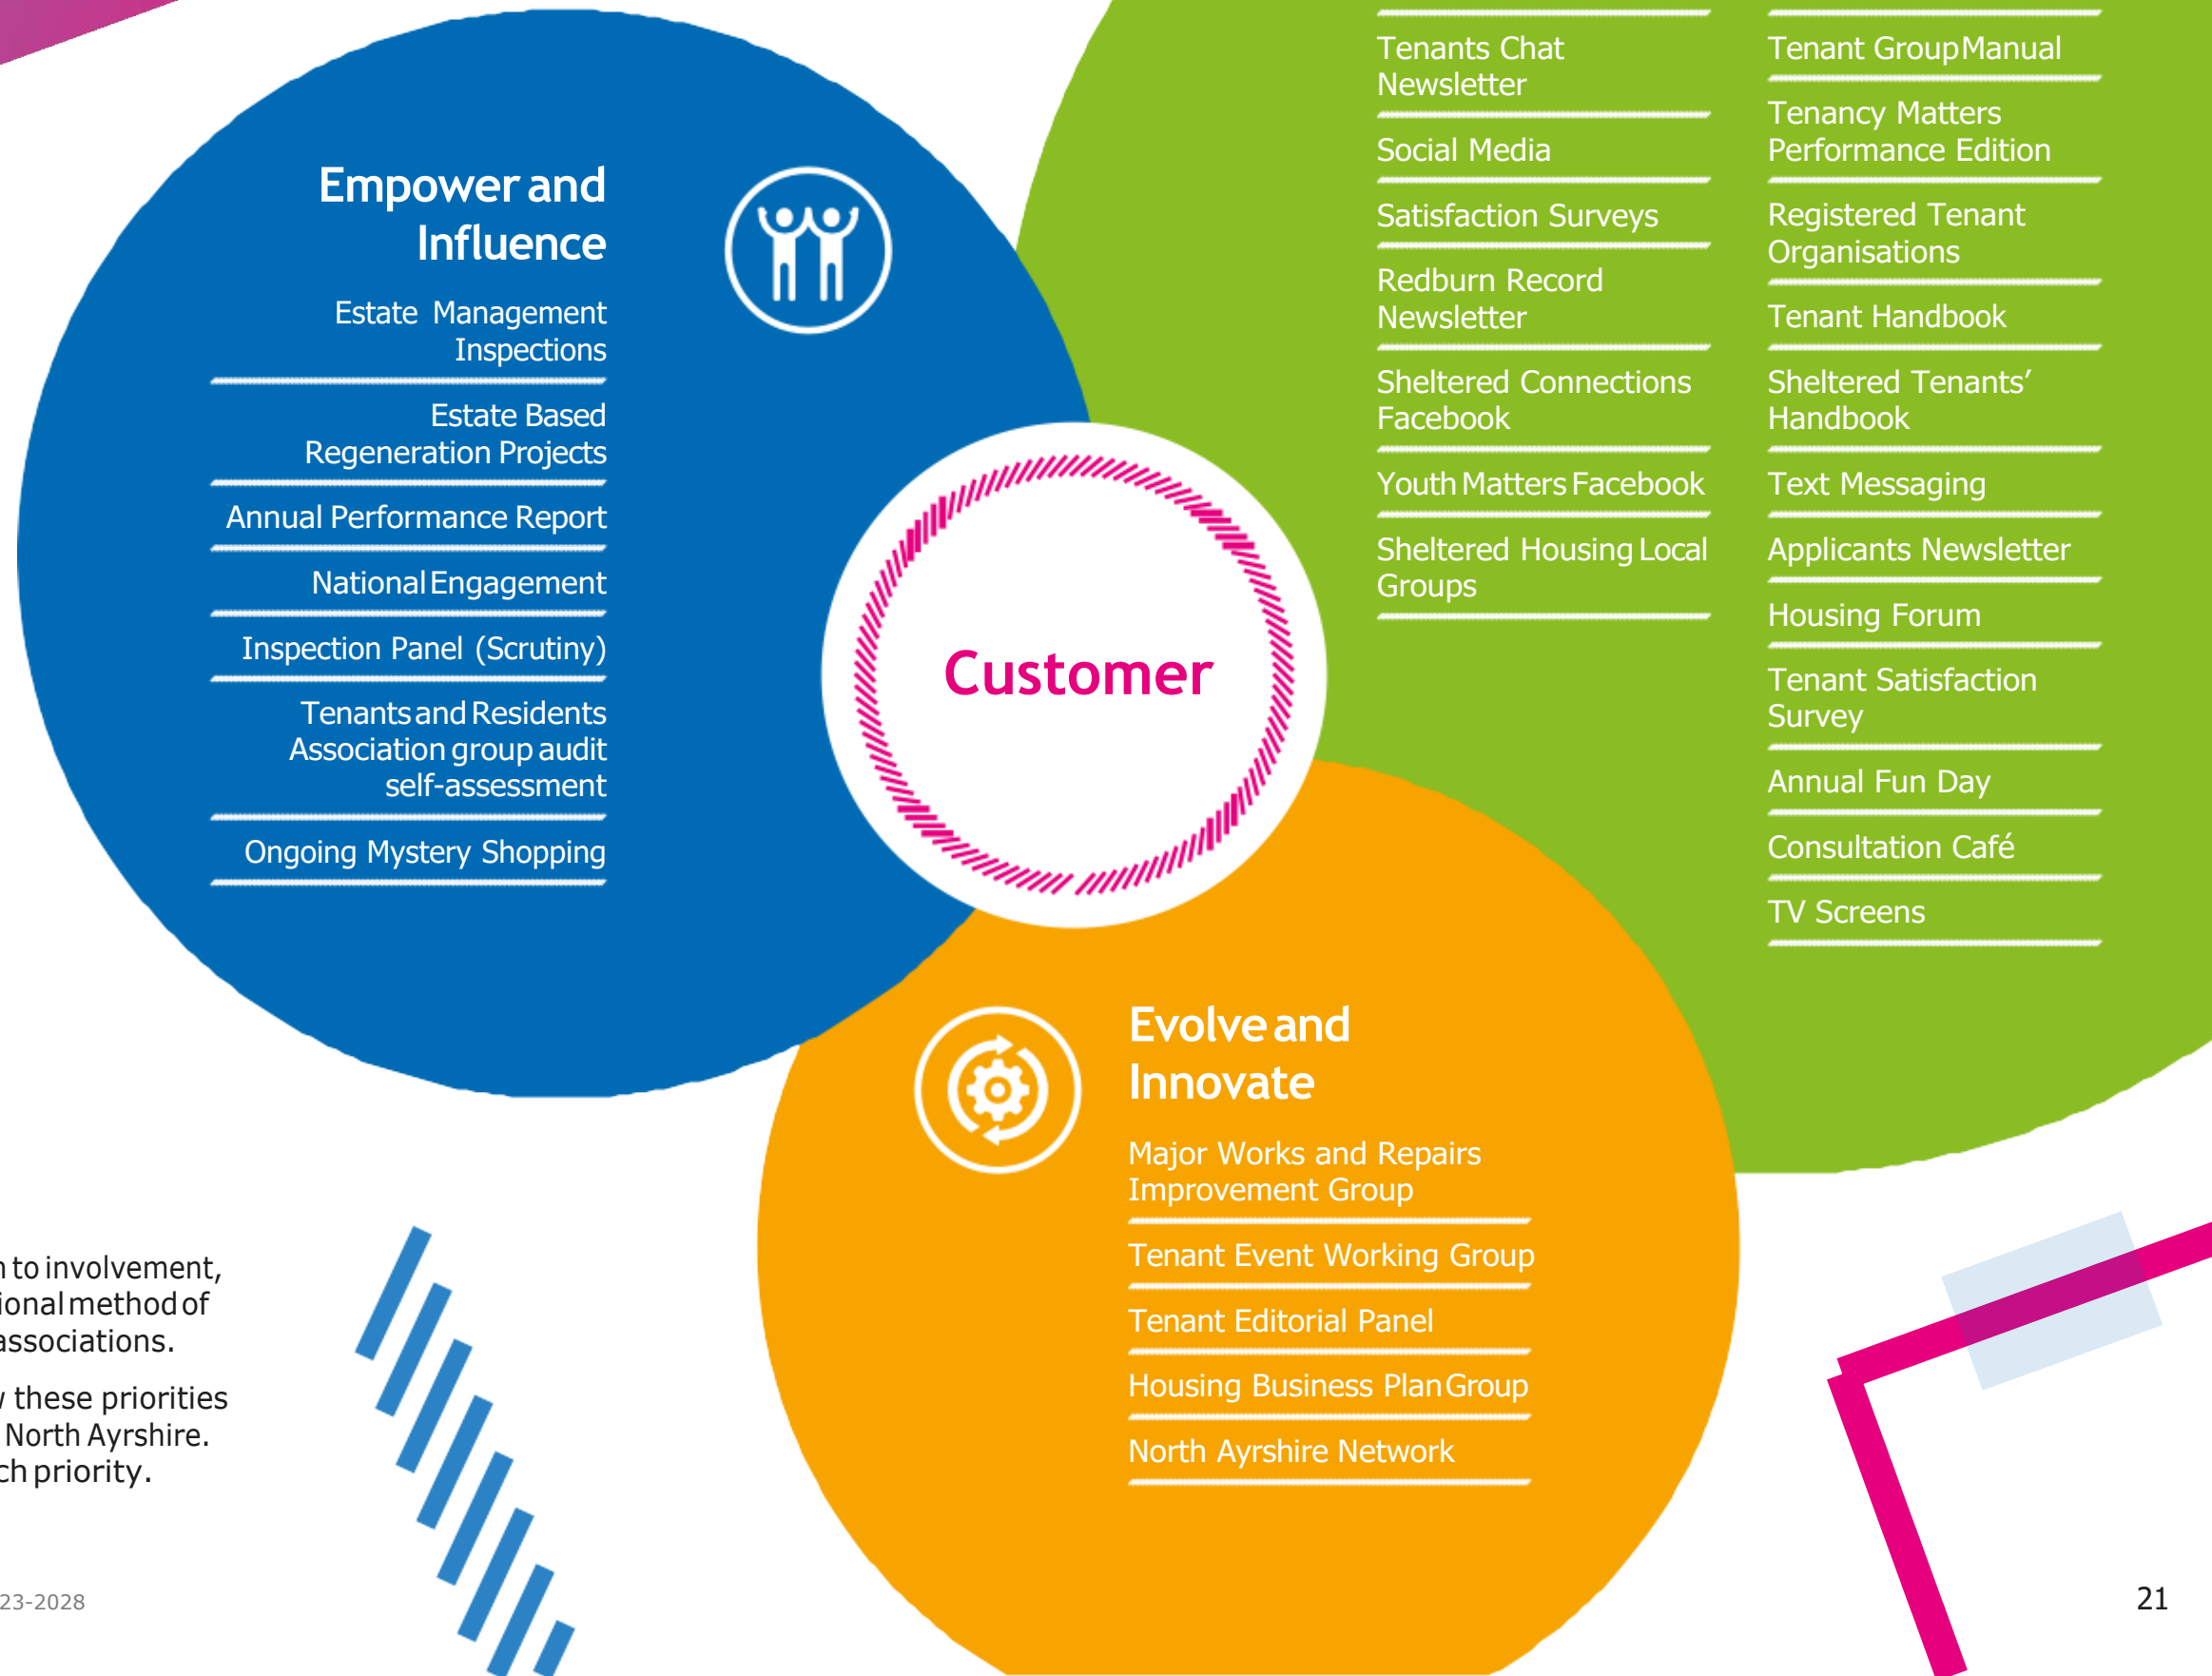 Empower and
Influence
Estate Management
Inspections
Estate Based
Regeneration Projects
Annual Performance Report
National Engagement
Inspection Panel (Scrutiny)
Tenants and Residents
Association group audit
self-assessment
Ongoing Mystery Shopping
Customer
Tenants Chat
Newsletter
Social Media
Satisfaction Surveys
Redburn Record
Newsletter
Sheltered Connections
Facebook
Youth Matters Facebook
Sheltered Housing Local
Groups
Tenant Group Manual
Tenancy Matters
Performance Edition
Registered Tenant
Organisations
Tenant Handbook
Sheltered Tenants’
Handbook
Text Messaging
Applicants Newsletter
Housing Forum
Tenant Satisfaction
Survey
Annual Fun Day
Consultation Café
TV Screens
Evolve and
Innovate
Major Works and Repairs
Improvement Group
Tenant Event Working Group
Tenant Editorial Panel
Housing Business Plan Group
North Ayrshire Network
to involvement,
method of
associations.
these priorities
North Ayrshire.
priority.
23-2028
21